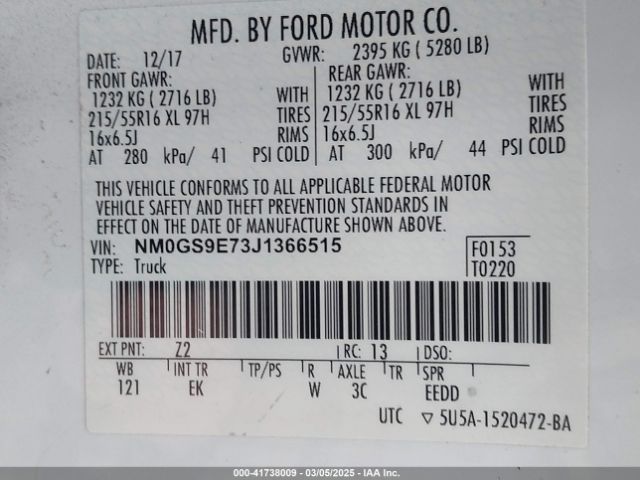 MFD. BY FORD MOTOR CO.
DATE: 12/17 GVWR: 2395 KG ( 5280 LB)
FRONT GAWR: REAR GAWR:
1232 KG ( 2716 LB) WITH 1232 KG ( 2716 LB) WITH
215/55R16 XL 97H TIRES 215/55R16 XL 97H TIRES
16x6.5J RIMS 16x6.5J RIMS
AT 280 kPa/ 41 PSI COLD AT 300 kPa/ 44 PSI COLD
THIS VEHICLE CONFORMS TO ALL APPLICABLE FEDERAL MOTOR
VEHICLE SAFETY AND THEFT PREVENTION STANDARDS IN
EFFECT ON THE DATE OF MANUFACTURE SHOWN ABOVE.
VIN: NM0GS9E73J1366515 F0153
TYPE: Truck T0220
EXT PNT: Z2 RC: 13 DSO:
WB INT TR TP/PS R AXLE TR SPR
121 EK W 3C EEDD
UTC ▽ 5U5A-1520472-BA
000-41738009 — 03/05/2025 — IAAI.COM